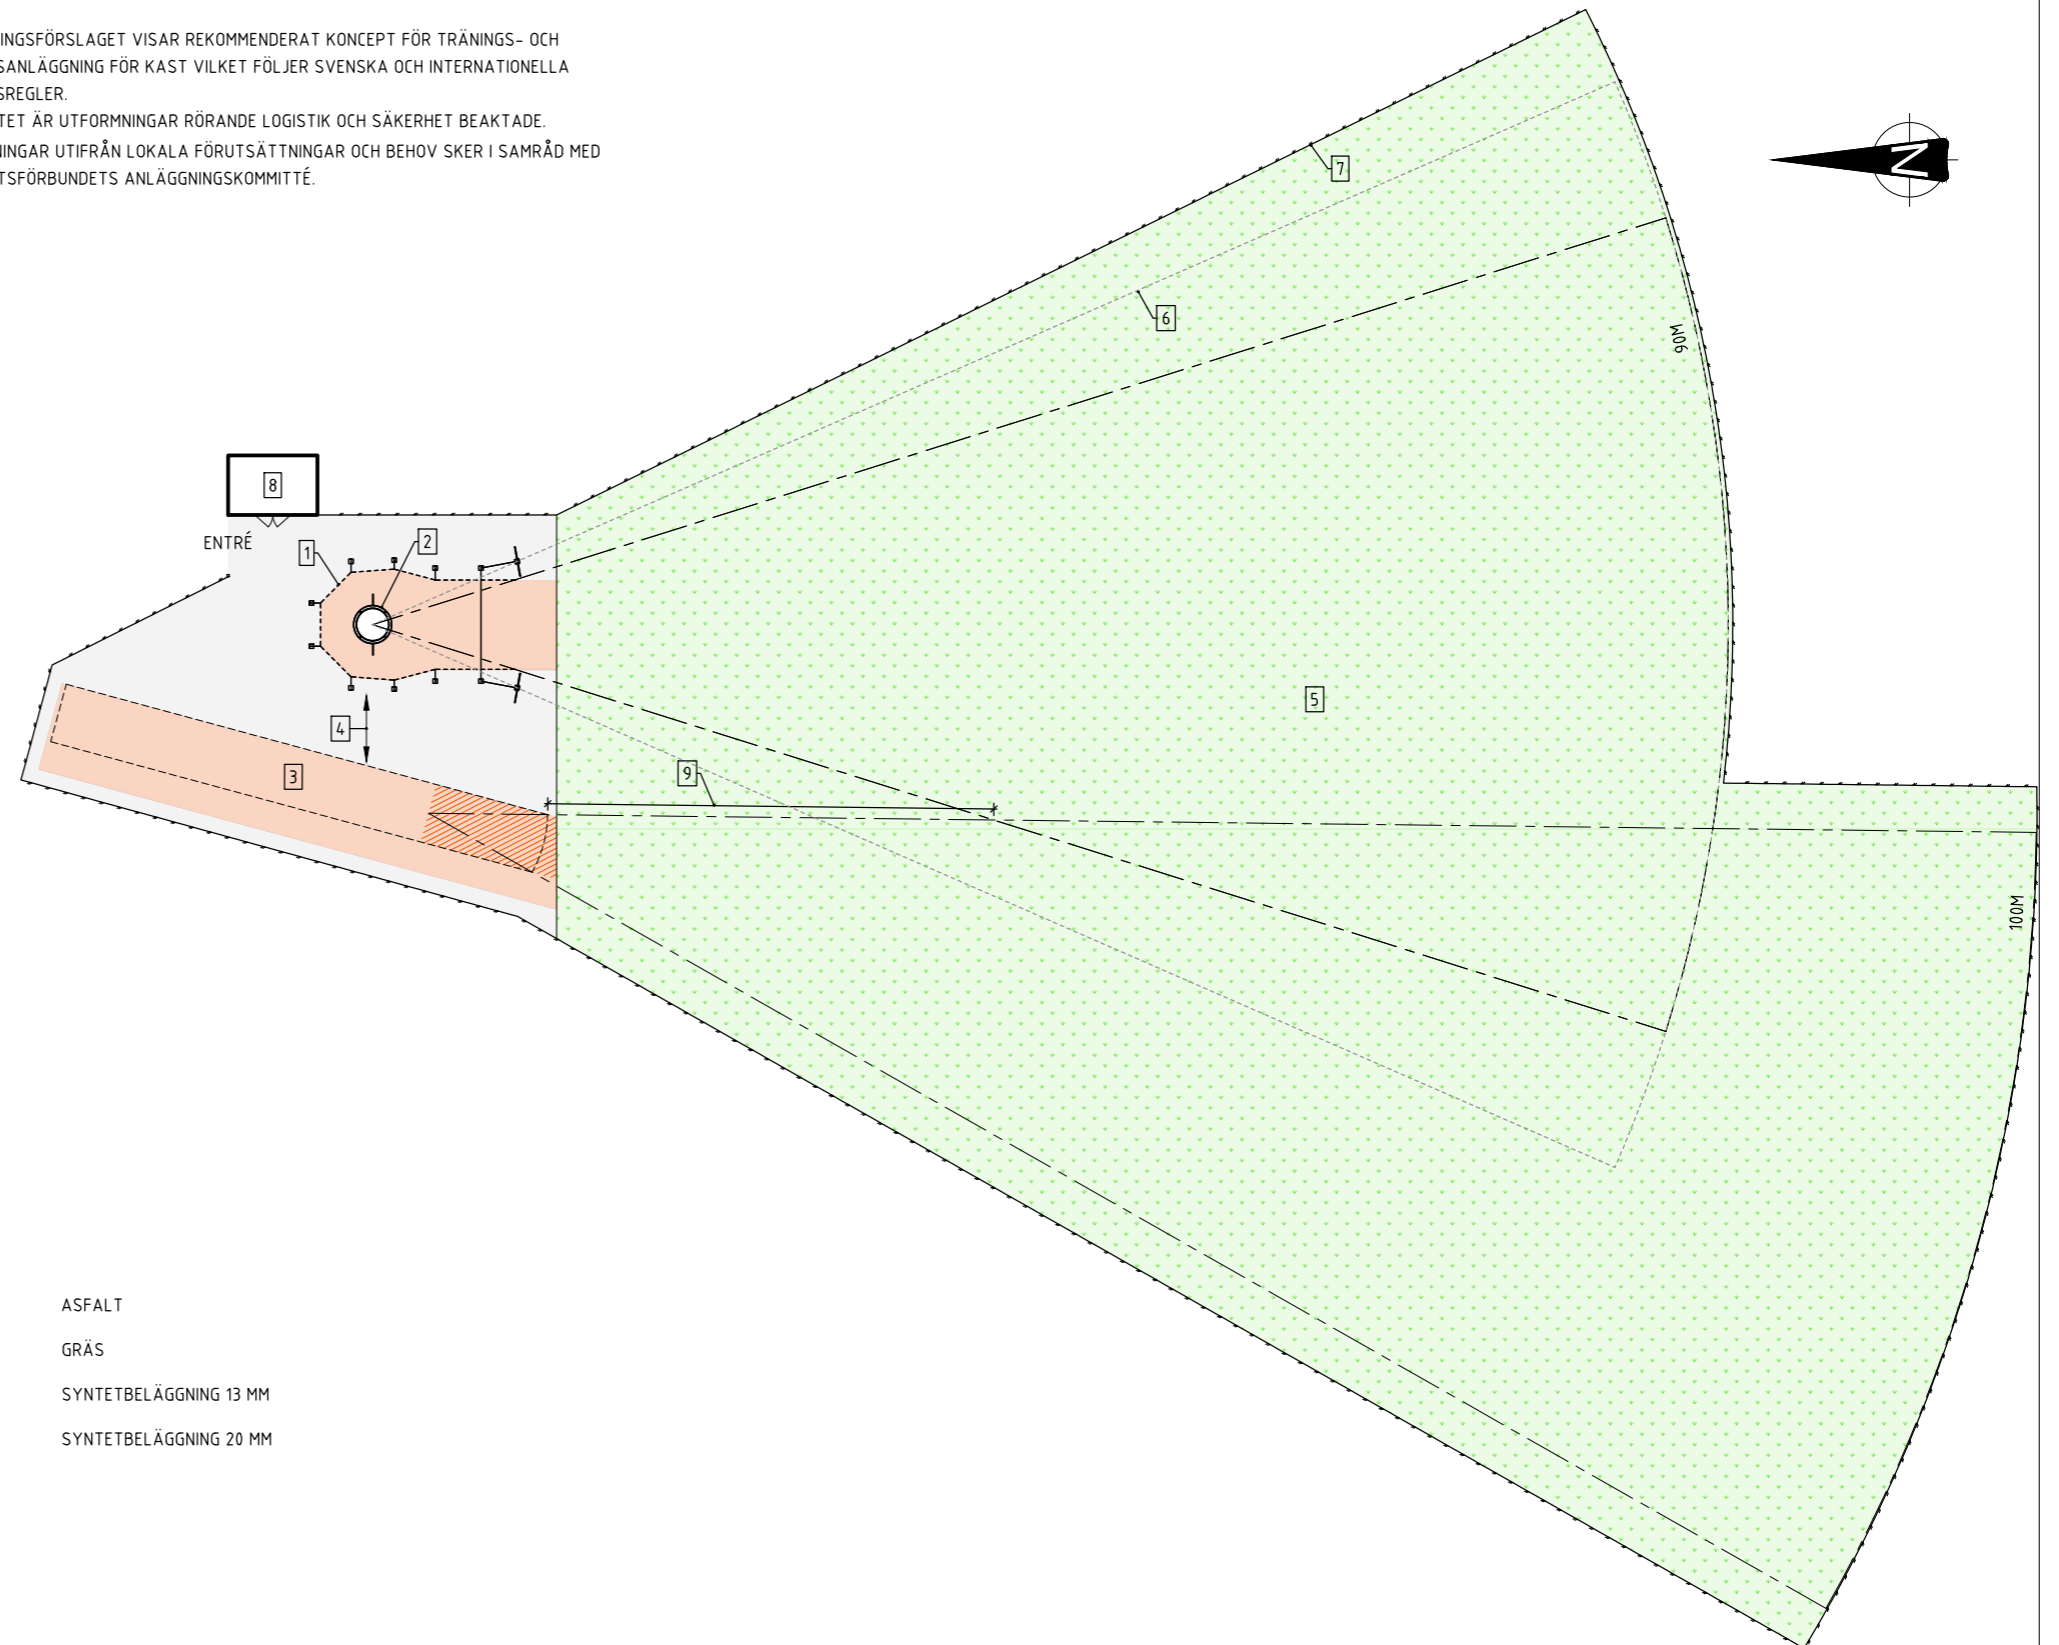 INGSFÖRSLAGET VISAR REKOMMENDERAT KONCEPT FÖR TRÄNINGS- OCH
SANLÄGGNING FÖR KAST VILKET FÖLJER SVENSKA OCH INTERNATIONELLA
SREGLER.
TET ÄR UTFORMNINGAR RÖRANDE LOGISTIK OCH SÄKERHET BEAKTADE.
NINGAR UTIFRÅN LOKALA FÖRUTSÄTTNINGAR OCH BEHOV SKER I SAMRÅD MED
TSFÖRBUNDETS ANLÄGGNINGSKOMMITTÉ.
N
7
6
90M
8
ENTRÉ
1
2
5
4
3
9
100M
ASFALT
GRÄS
SYNTETBELÄGGNING 13 MM
SYNTETBELÄGGNING 20 MM